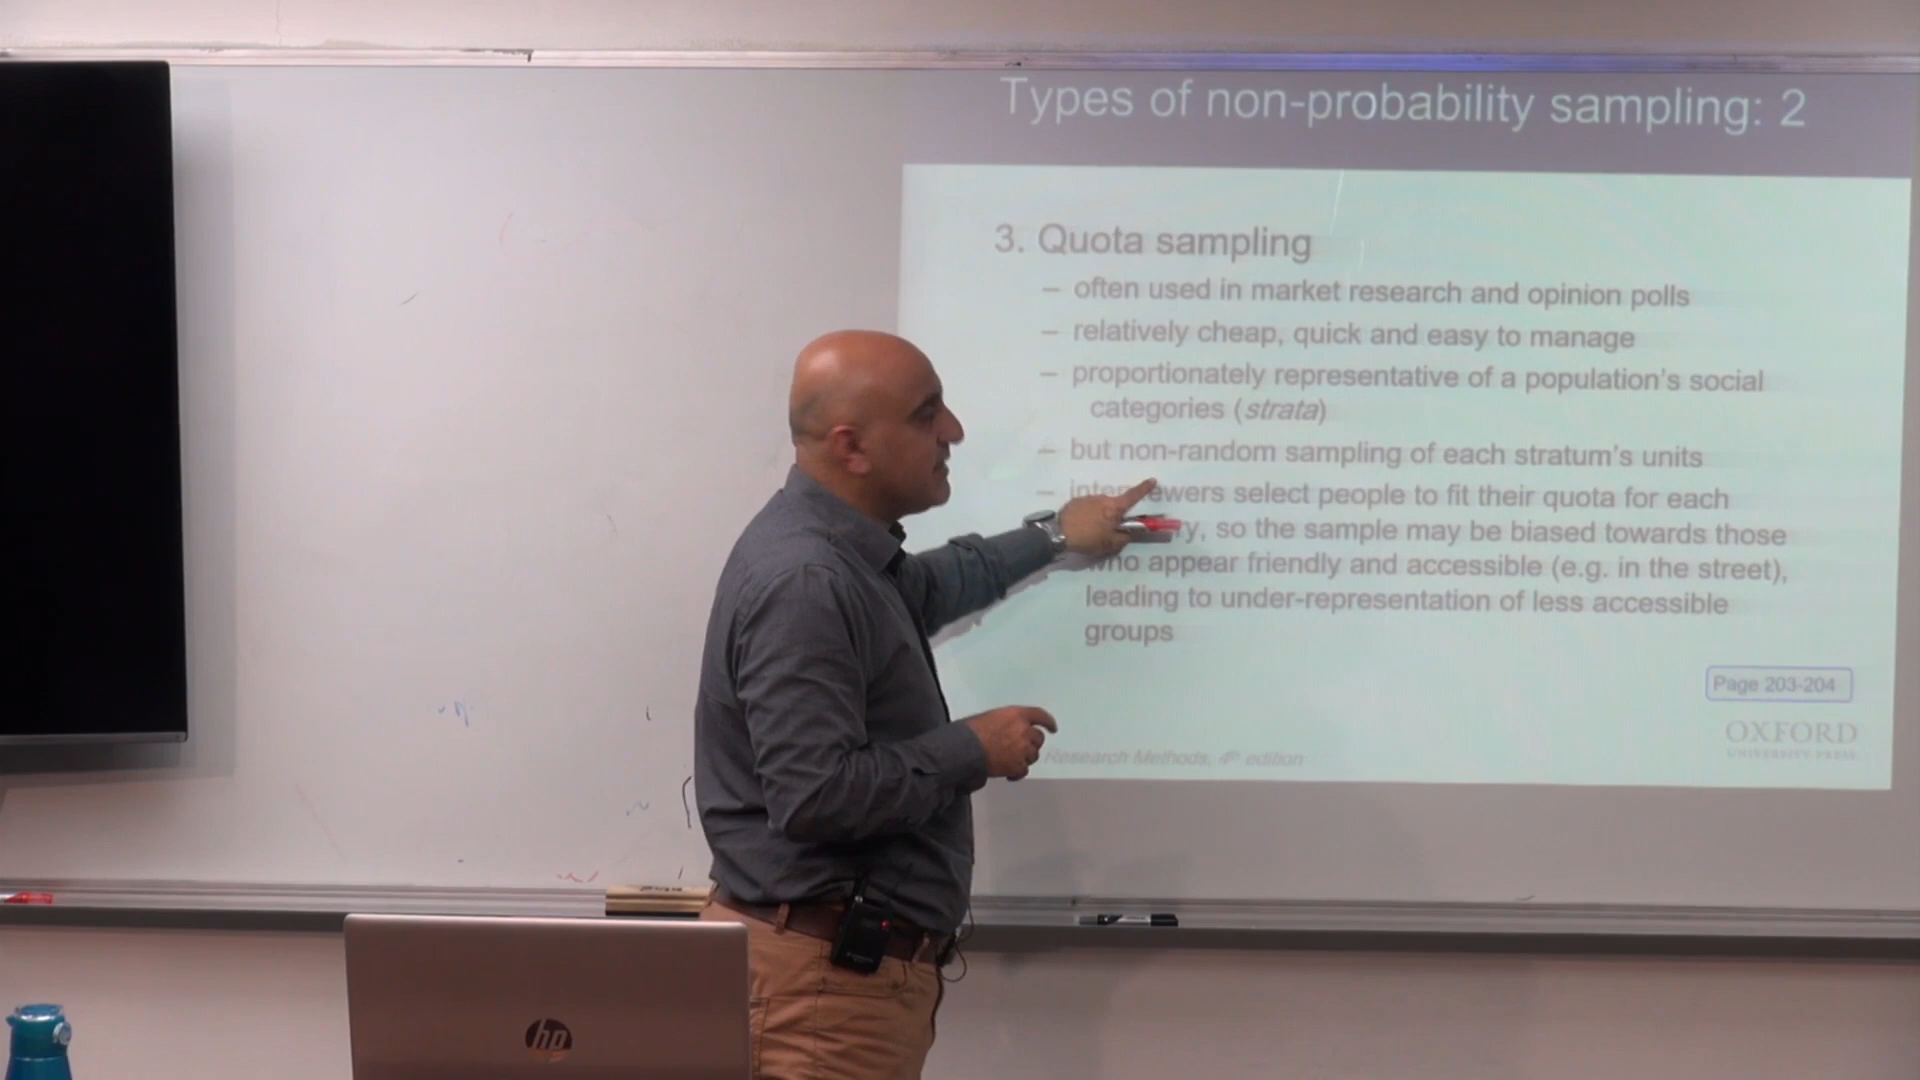 Types of non-probability sampling: 2
3. Quota sampling
– often used in market research and opinion polls
– relatively cheap, quick and easy to manage
– proportionately representative of a population's social
categories (strata)
– but non-random sampling of each stratum's units
– select people to fit their quota for each
so the sample may be biased towards those
who appear friendly and accessible (e.g. in the street),
leading to under-representation of less accessible
groups
Page 203-204
OXFORD
UNIVERSITY PRESS
Research Methods, 4th edition
hp